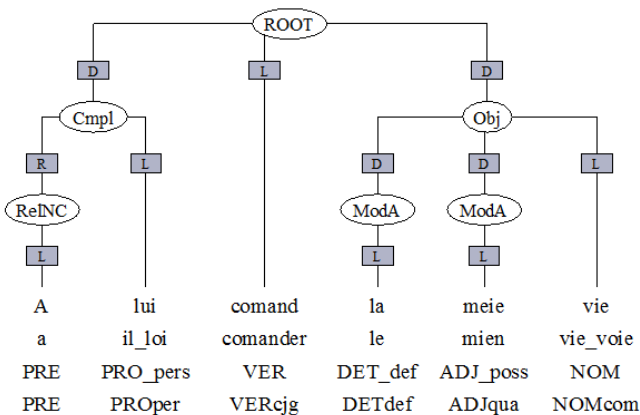 ROOT
D L D
Cmpl Obj
R L D D L
RelNC ModA ModA
L L L
A lui comand la meie vie
a il_loi comander le mien vie_voie
PRE PRO_pers VER DET_def ADJ_poss NOM
PRE PROper VERcjg DETdef ADJqua NOMcom